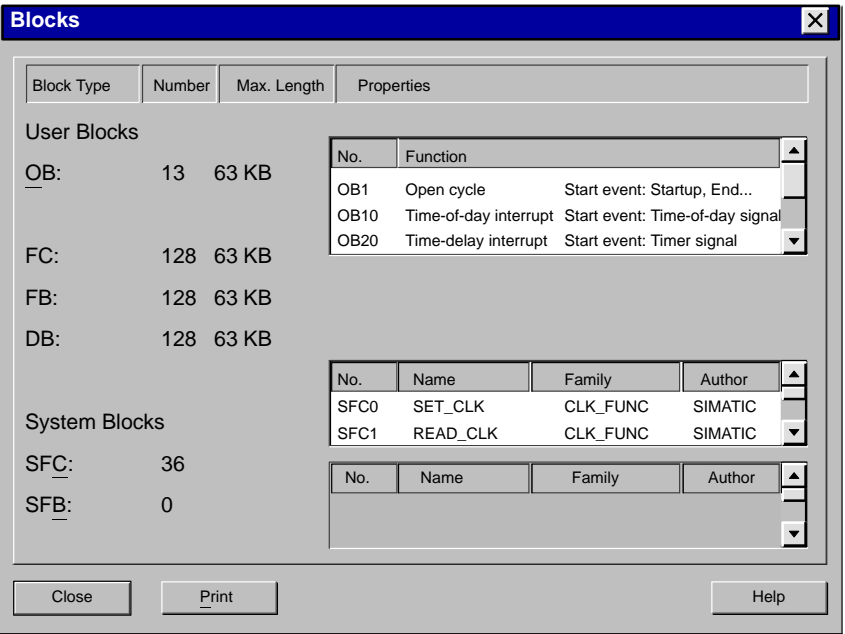 Blocks
Block Type Number Max. Length Properties
User Blocks
OB: 13 63 KB
No. Function
OB1 Open cycle Start event: Startup, End...
OB10 Time-of-day interrupt Start event: Time-of-day signal
OB20 Time-delay interrupt Start event: Timer signal
FC: 128 63 KB
FB: 128 63 KB
DB: 128 63 KB
No. Name Family Author
SFC0 SET_CLK CLK_FUNC SIMATIC
SFC1 READ_CLK CLK_FUNC SIMATIC
System Blocks
SFC: 36
SFB: 0
No. Name Family Author
Close Print Help